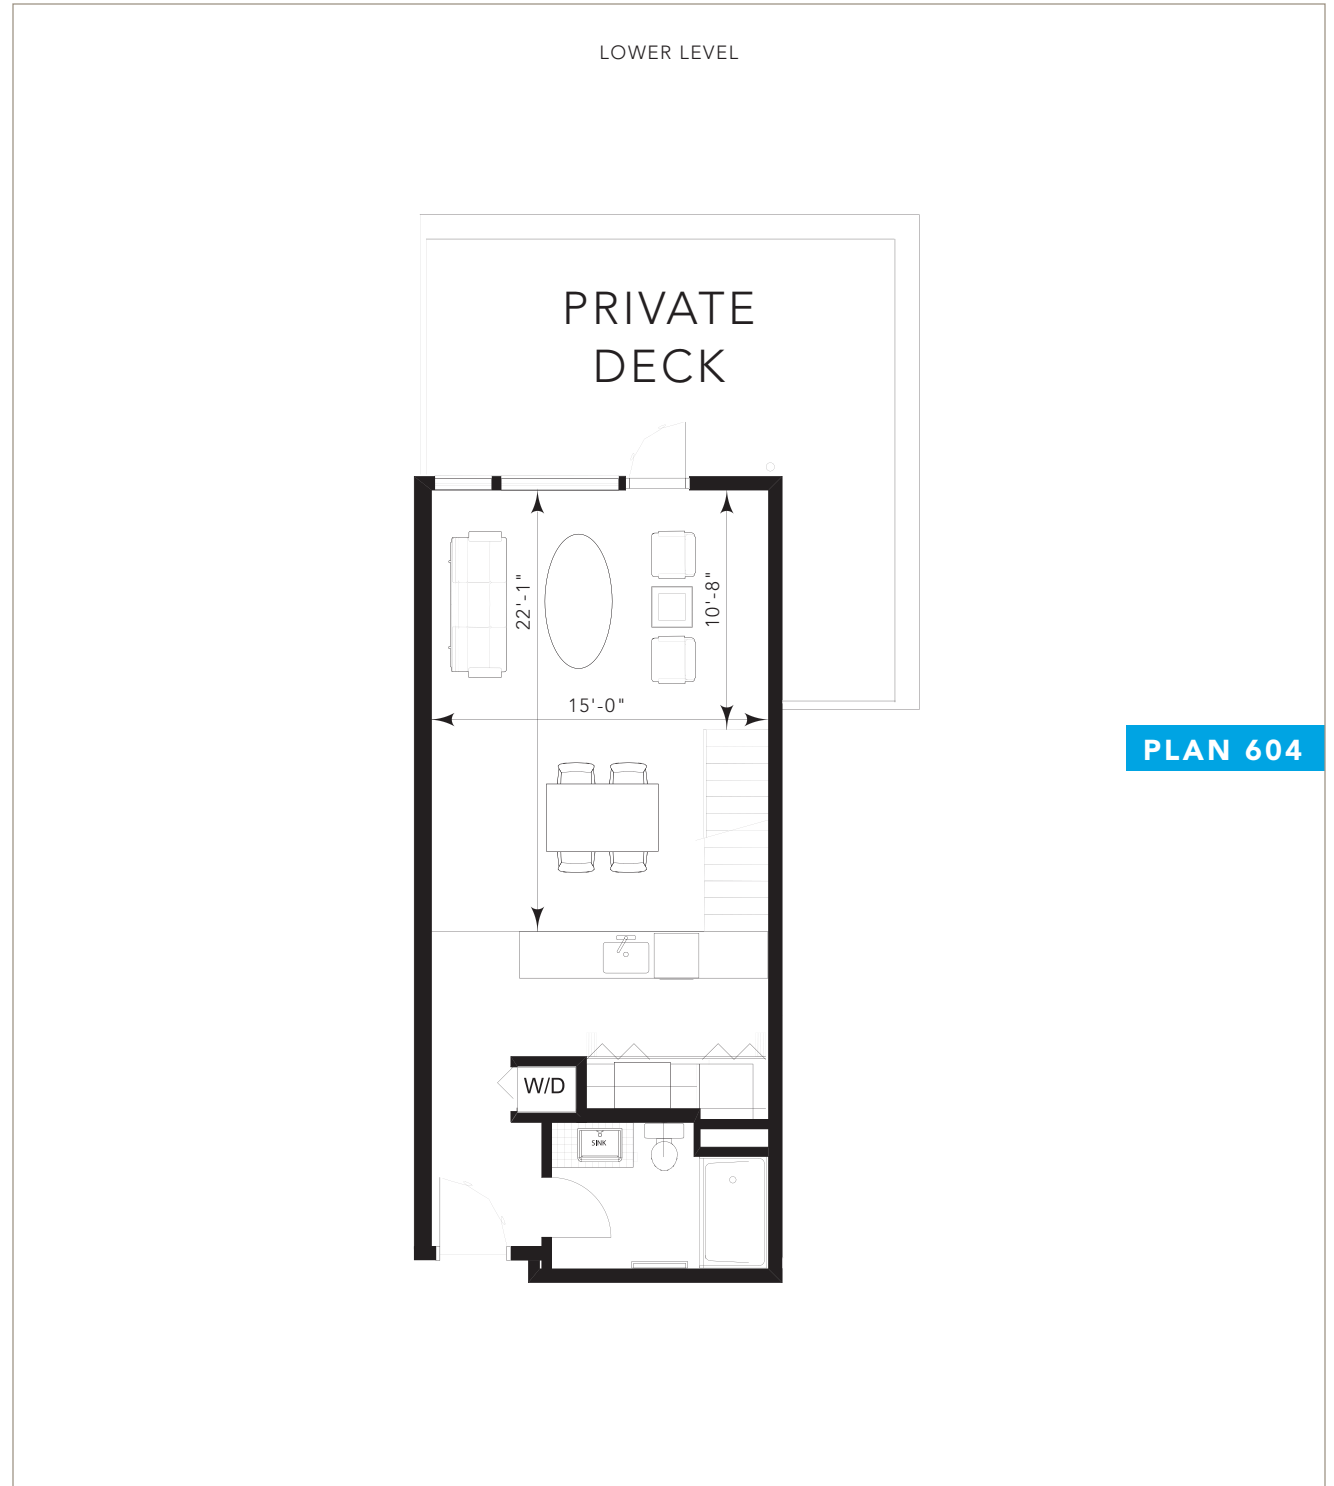 LOWER LEVEL
PRIVATE
DECK
22'-1"
10'-8"
15'-0"
PLAN 604
W/D
SINK